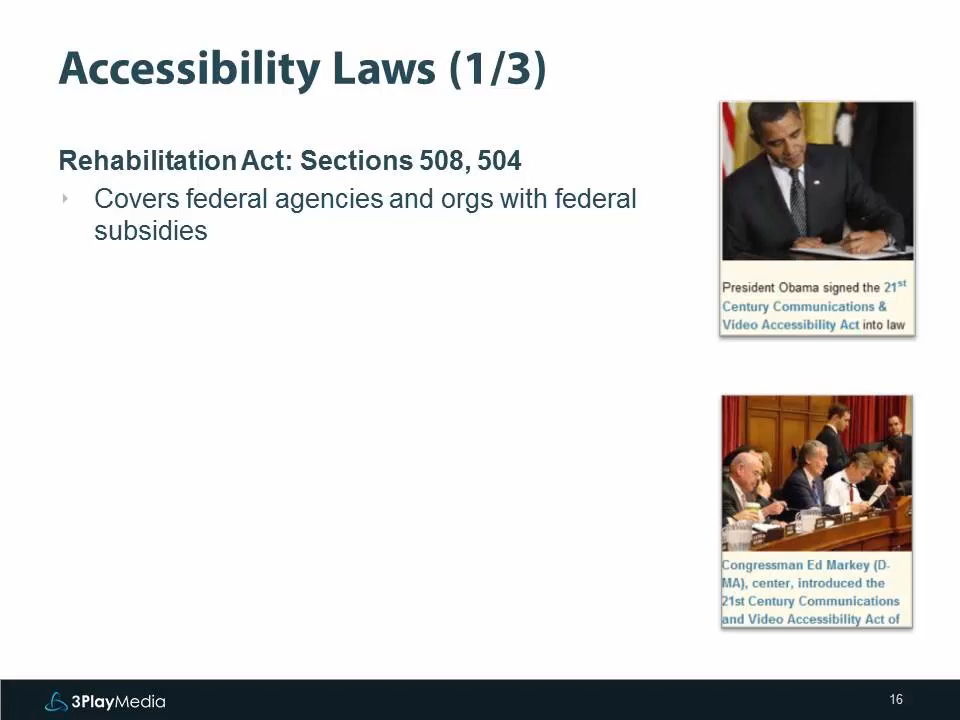 Accessibility Laws (1/3)
Rehabilitation Act: Sections 508, 504
Covers federal agencies and orgs with federal
subsidies
President Obama signed the 21st
Century Communications &
Video Accessibility Act into law
Congressman Ed Markey (D-
MA), center, introduced the
21st Century Communications
and Video Accessibility Act of
3PlayMedia
16